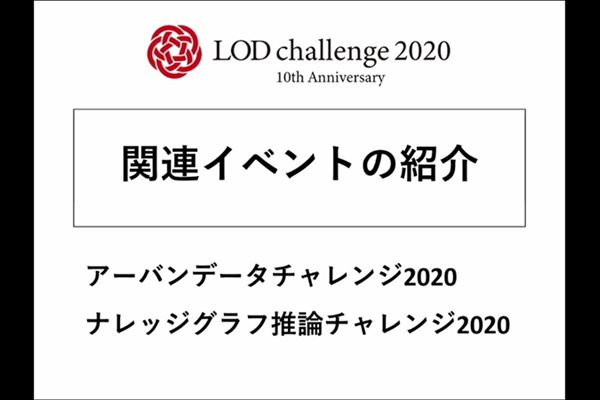 LOD challenge 2020
10th Anniversary
関連イベントの紹介
アーバンデータチャレンジ2020
ナレッジグラフ推論チャレンジ2020